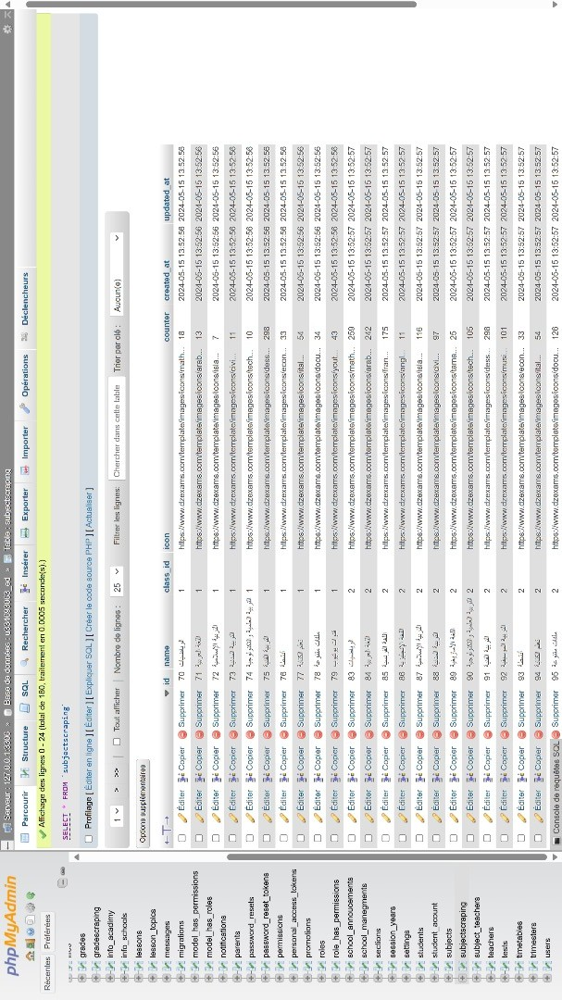 phpMyAdmin
Récentes Préférées
grades
gradescraping
info_acadimy
info_schools
lessons
lesson_topics
messages
migrations
model_has_permissions
model_has_roles
notifications
parents
password_resets
password_reset_tokens
permissions
personal_access_tokens
promotions
roles
role_has_permissions
school_annoucements
school_manegments
sections
session_years
settings
students
student_account
subjects
subjectscraping
subject_teachers
teachers
tests
timetables
trimesters
users
Serveur : 127.0.0.1:3306 » Base de données : » Table : subjectscraping
Parcourir Structure SQL Rechercher Insérer Exporter Importer Opérations Déclencheurs
Affichage des lignes 0 - 24 (total de 180, traitement en 0,0005 seconde(s).)
SELECT * FROM `subjectscraping`
Profilage [ Éditer en ligne ] [ Éditer ] [ Expliquer SQL ] [ Créer le code source PHP ] [ Actualiser ]
1 > >> Tout afficher Nombre de lignes : 25 Filtrer les lignes: Chercher dans cette table Trier par clé : Aucun(e)
Options supplémentaires
id name class_id icon counter created_at updated_at
Éditer Copier Supprimer 70 الرياضيات 1 https://www.dzexams.com/template/images/icons/math... 18 2024-05-15 13:52:56 2024-05-15 13:52:56
Éditer Copier Supprimer 71 اللغة العربية 1 https://www.dzexams.com/template/images/icons/arab... 13 2024-05-15 13:52:56 2024-05-15 13:52:56
Éditer Copier Supprimer 72 التربية الإسلامية 1 https://www.dzexams.com/template/images/icons/isla... 7 2024-05-15 13:52:56 2024-05-15 13:52:56
Éditer Copier Supprimer 73 التربية المدنية 1 https://www.dzexams.com/template/images/icons/civi... 11 2024-05-15 13:52:56 2024-05-15 13:52:56
Éditer Copier Supprimer 74 التربية العلمية و التكنولوجية 1 https://www.dzexams.com/template/images/icons/tech... 10 2024-05-15 13:52:56 2024-05-15 13:52:56
Éditer Copier Supprimer 75 التربية الفنية 1 https://www.dzexams.com/template/images/icons/dess... 298 2024-05-15 13:52:56 2024-05-15 13:52:56
Éditer Copier Supprimer 76 أنشطة 1 https://www.dzexams.com/template/images/icons/econ... 33 2024-05-15 13:52:56 2024-05-15 13:52:56
Éditer Copier Supprimer 77 تعلم الكتابة 1 https://www.dzexams.com/template/images/icons/ital... 54 2024-05-15 13:52:56 2024-05-15 13:52:56
Éditer Copier Supprimer 78 ملفات متنوعة 1 https://www.dzexams.com/template/images/icons/docu... 34 2024-05-15 13:52:56 2024-05-15 13:52:56
Éditer Copier Supprimer 79 قنوات يوتيوب 1 https://www.dzexams.com/template/images/icons/yout... 43 2024-05-15 13:52:56 2024-05-15 13:52:56
Éditer Copier Supprimer 83 الرياضيات 2 https://www.dzexams.com/template/images/icons/math... 259 2024-05-15 13:52:57 2024-05-15 13:52:57
Éditer Copier Supprimer 84 اللغة العربية 2 https://www.dzexams.com/template/images/icons/arab... 242 2024-05-15 13:52:57 2024-05-15 13:52:57
Éditer Copier Supprimer 85 اللغة الفرنسية 2 https://www.dzexams.com/template/images/icons/fran... 175 2024-05-15 13:52:57 2024-05-15 13:52:57
Éditer Copier Supprimer 86 اللغة الإنجليزية 2 https://www.dzexams.com/template/images/icons/angl... 11 2024-05-15 13:52:57 2024-05-15 13:52:57
Éditer Copier Supprimer 87 التربية الإسلامية 2 https://www.dzexams.com/template/images/icons/isla... 116 2024-05-15 13:52:57 2024-05-15 13:52:57
Éditer Copier Supprimer 88 التربية المدنية 2 https://www.dzexams.com/template/images/icons/civi... 97 2024-05-15 13:52:57 2024-05-15 13:52:57
Éditer Copier Supprimer 89 اللغة الأمازيغية 2 https://www.dzexams.com/template/images/icons/tama... 25 2024-05-15 13:52:57 2024-05-15 13:52:57
Éditer Copier Supprimer 90 التربية العلمية و التكنولوجية 2 https://www.dzexams.com/template/images/icons/tech... 105 2024-05-15 13:52:57 2024-05-15 13:52:57
Éditer Copier Supprimer 91 التربية الفنية 2 https://www.dzexams.com/template/images/icons/dess... 298 2024-05-15 13:52:57 2024-05-15 13:52:57
Éditer Copier Supprimer 92 التربية الموسيقية 2 https://www.dzexams.com/template/images/icons/musi... 101 2024-05-15 13:52:57 2024-05-15 13:52:57
Éditer Copier Supprimer 93 أنشطة 2 https://www.dzexams.com/template/images/icons/econ... 33 2024-05-15 13:52:57 2024-05-15 13:52:57
Éditer Copier Supprimer 94 تعلم الكتابة 2 https://www.dzexams.com/template/images/icons/ital... 54 2024-05-15 13:52:57 2024-05-15 13:52:57
Supprimer 95 ملفات متنوعة 2 https://www.dzexams.com/template/images/icons/docu... 126 2024-05-15 13:52:57 2024-05-15 13:52:57
Console de requêtes SQL